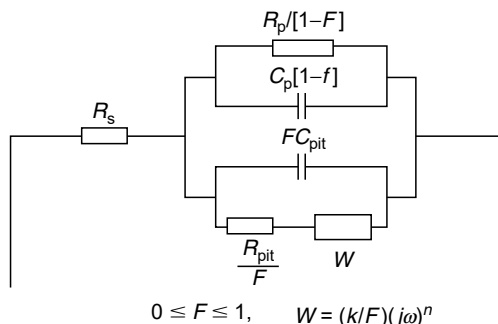 R_p/[1−F]
C_p[1−f]
R_s
FC_pit
R_pit
F
W
0 ≤ F ≤ 1, W = (k/F)(jω)^n